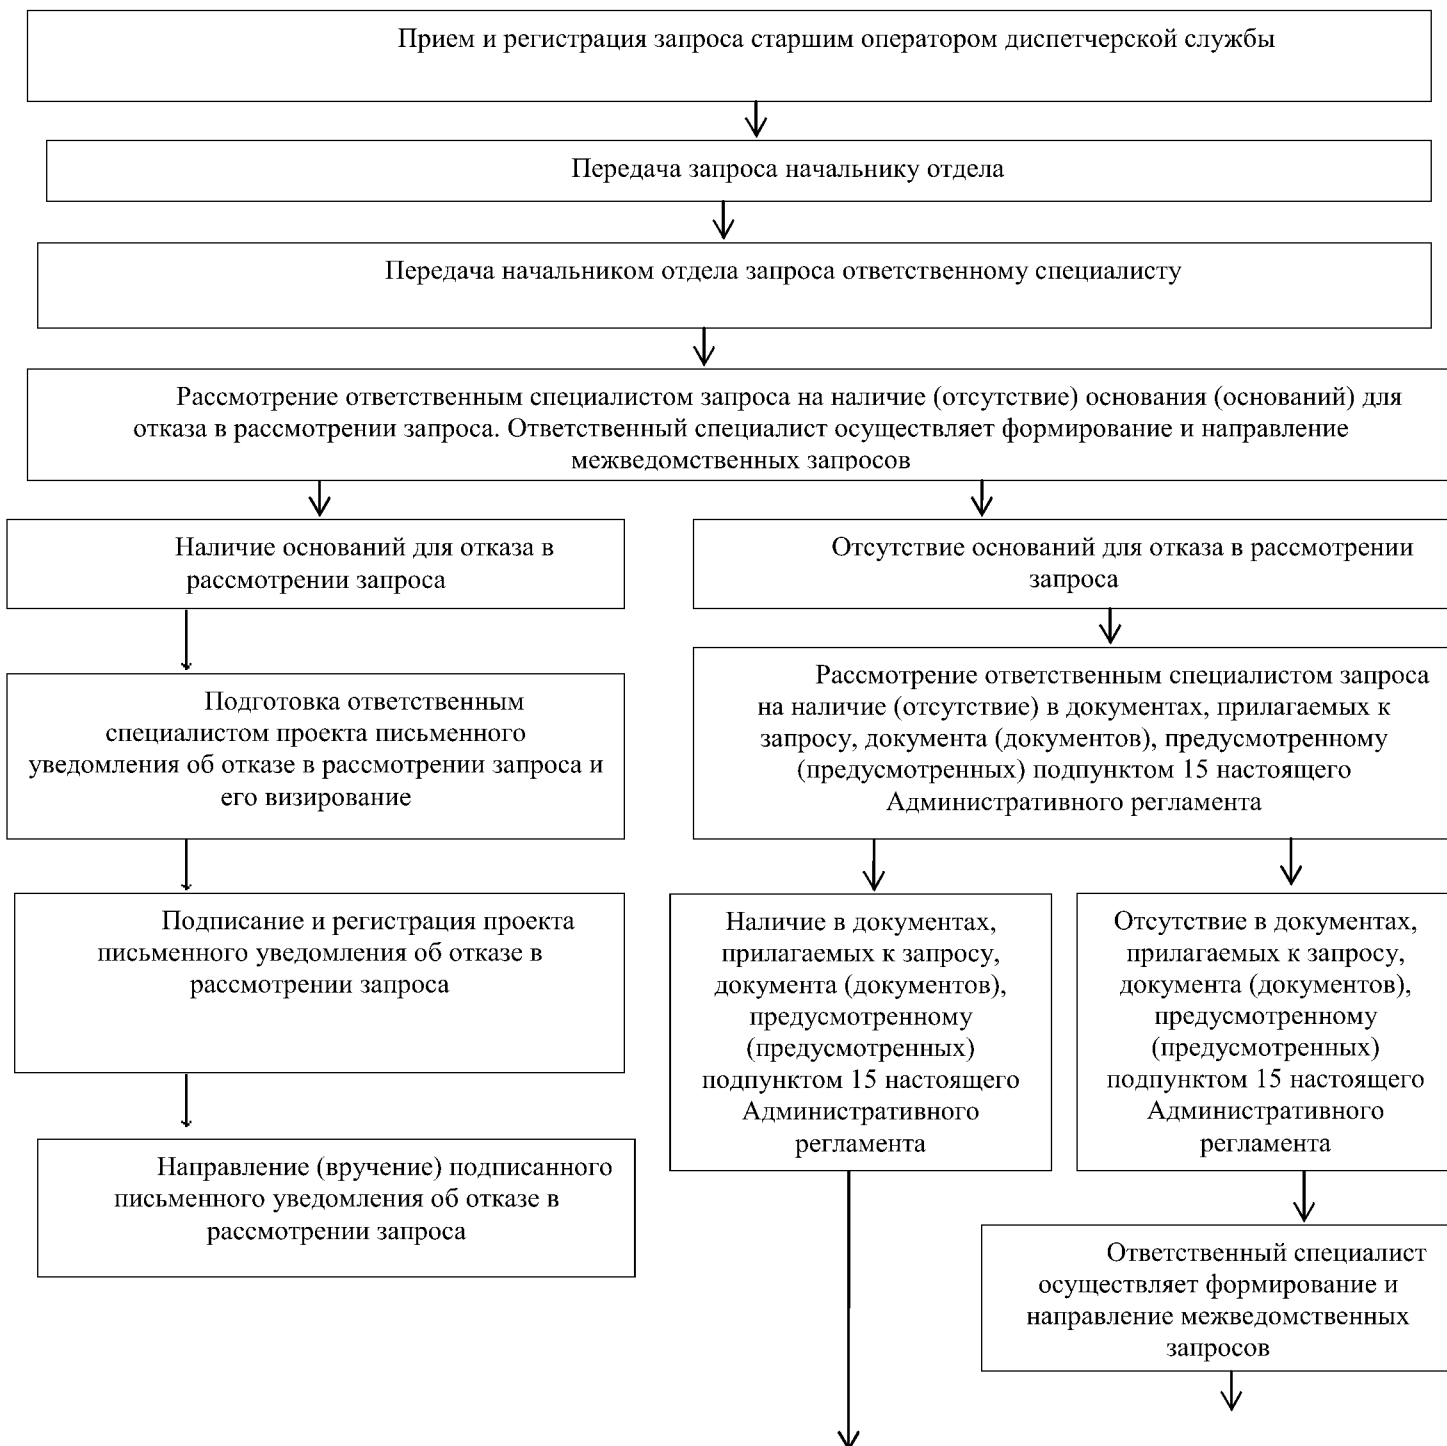 Прием и регистрация запроса старшим оператором диспетчерской службы
Передача запроса начальнику отдела
Передача начальником отдела запроса ответственному специалисту
Рассмотрение ответственным специалистом запроса на наличие (отсутствие) основания (оснований) для
отказа в рассмотрении запроса. Ответственный специалист осуществляет формирование и направление
межведомственных запросов
Наличие оснований для отказа в
рассмотрении запроса
Отсутствие оснований для отказа в рассмотрении
запроса
Подготовка ответственным
специалистом проекта письменного
уведомления об отказе в рассмотрении запроса и
его визирование
Рассмотрение ответственным специалистом запроса
на наличие (отсутствие) в документах, прилагаемых к
запросу, документа (документов), предусмотренному
(предусмотренных) подпунктом 15 настоящего
Административного регламента
Подписание и регистрация проекта
письменного уведомления об отказе в
рассмотрении запроса
Наличие в документах,
прилагаемых к запросу,
документа (документов),
предусмотренному
(предусмотренных)
подпунктом 15 настоящего
Административного
регламента
Отсутствие в документах,
прилагаемых к запросу,
документа (документов),
предусмотренному
(предусмотренных)
подпунктом 15 настоящего
Административного
регламента
Направление (вручение) подписанного
письменного уведомления об отказе в
рассмотрении запроса
Ответственный специалист
осуществляет формирование и
направление межведомственных
запросов